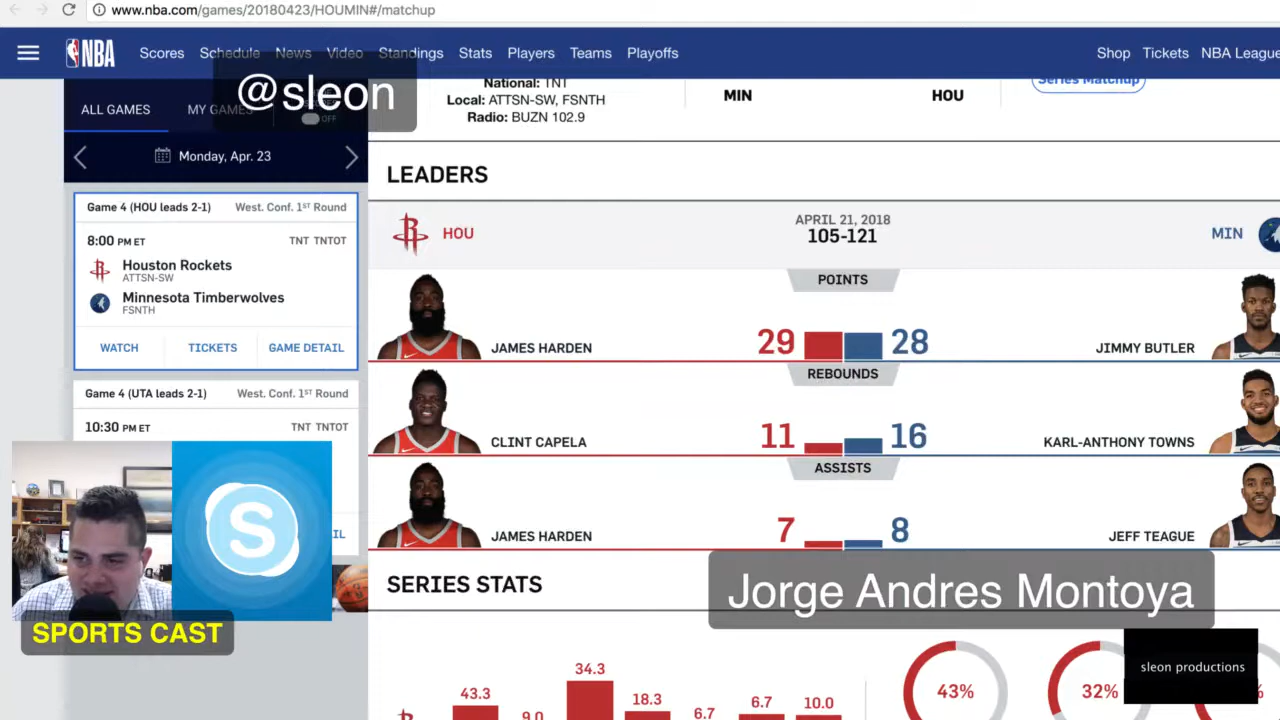 www.nba.com/games/20180423/HOUMIN#/matchup
NBA
Scores Schedule News Video Standings Stats Players Teams Playoffs
Shop Tickets NBA League
@sleon
ALL GAMES
MY GAMES
OFF
Monday, Apr. 23
National: TNT
Local: ATTSN-SW, FSNTH
Radio: BUZN 102.9
MIN
HOU
Series Matchup
Game 4 (HOU leads 2-1) West. Conf. 1ST Round
8:00 PM ET TNT TNTOT
Houston Rockets
ATTSN-SW
Minnesota Timberwolves
FSNTH
WATCH TICKETS GAME DETAIL
Game 4 (UTA leads 2-1) West. Conf. 1ST Round
10:30 PM ET TNT TNTOT
IL
S
SPORTS CAST
LEADERS
HOU
APRIL 21, 2018
105-121
MIN
POINTS
JAMES HARDEN 29 28 JIMMY BUTLER
REBOUNDS
CLINT CAPELA 11 16 KARL-ANTHONY TOWNS
ASSISTS
JAMES HARDEN 7 8 JEFF TEAGUE
SERIES STATS
Jorge Andres Montoya
sleon productions
43.3 9.0 34.3 18.3 6.7 6.7 10.0
43% 32% %